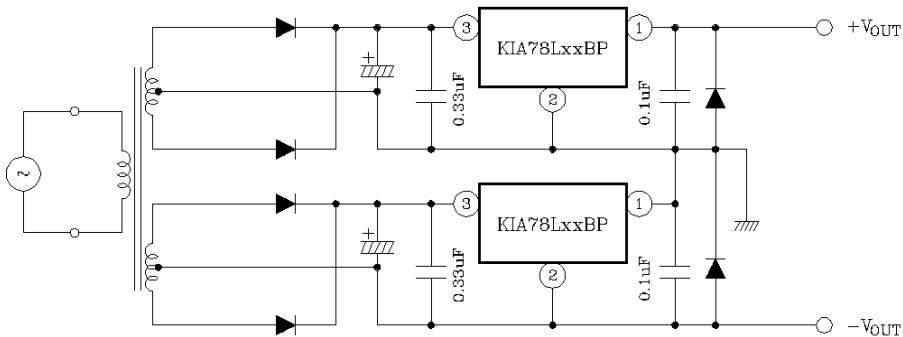 3
KIA78LxxBP
1
+VOUT
+
2
0.33uF
0.1uF
~
3
KIA78LxxBP
1
+
2
0.33uF
0.1uF
−VOUT